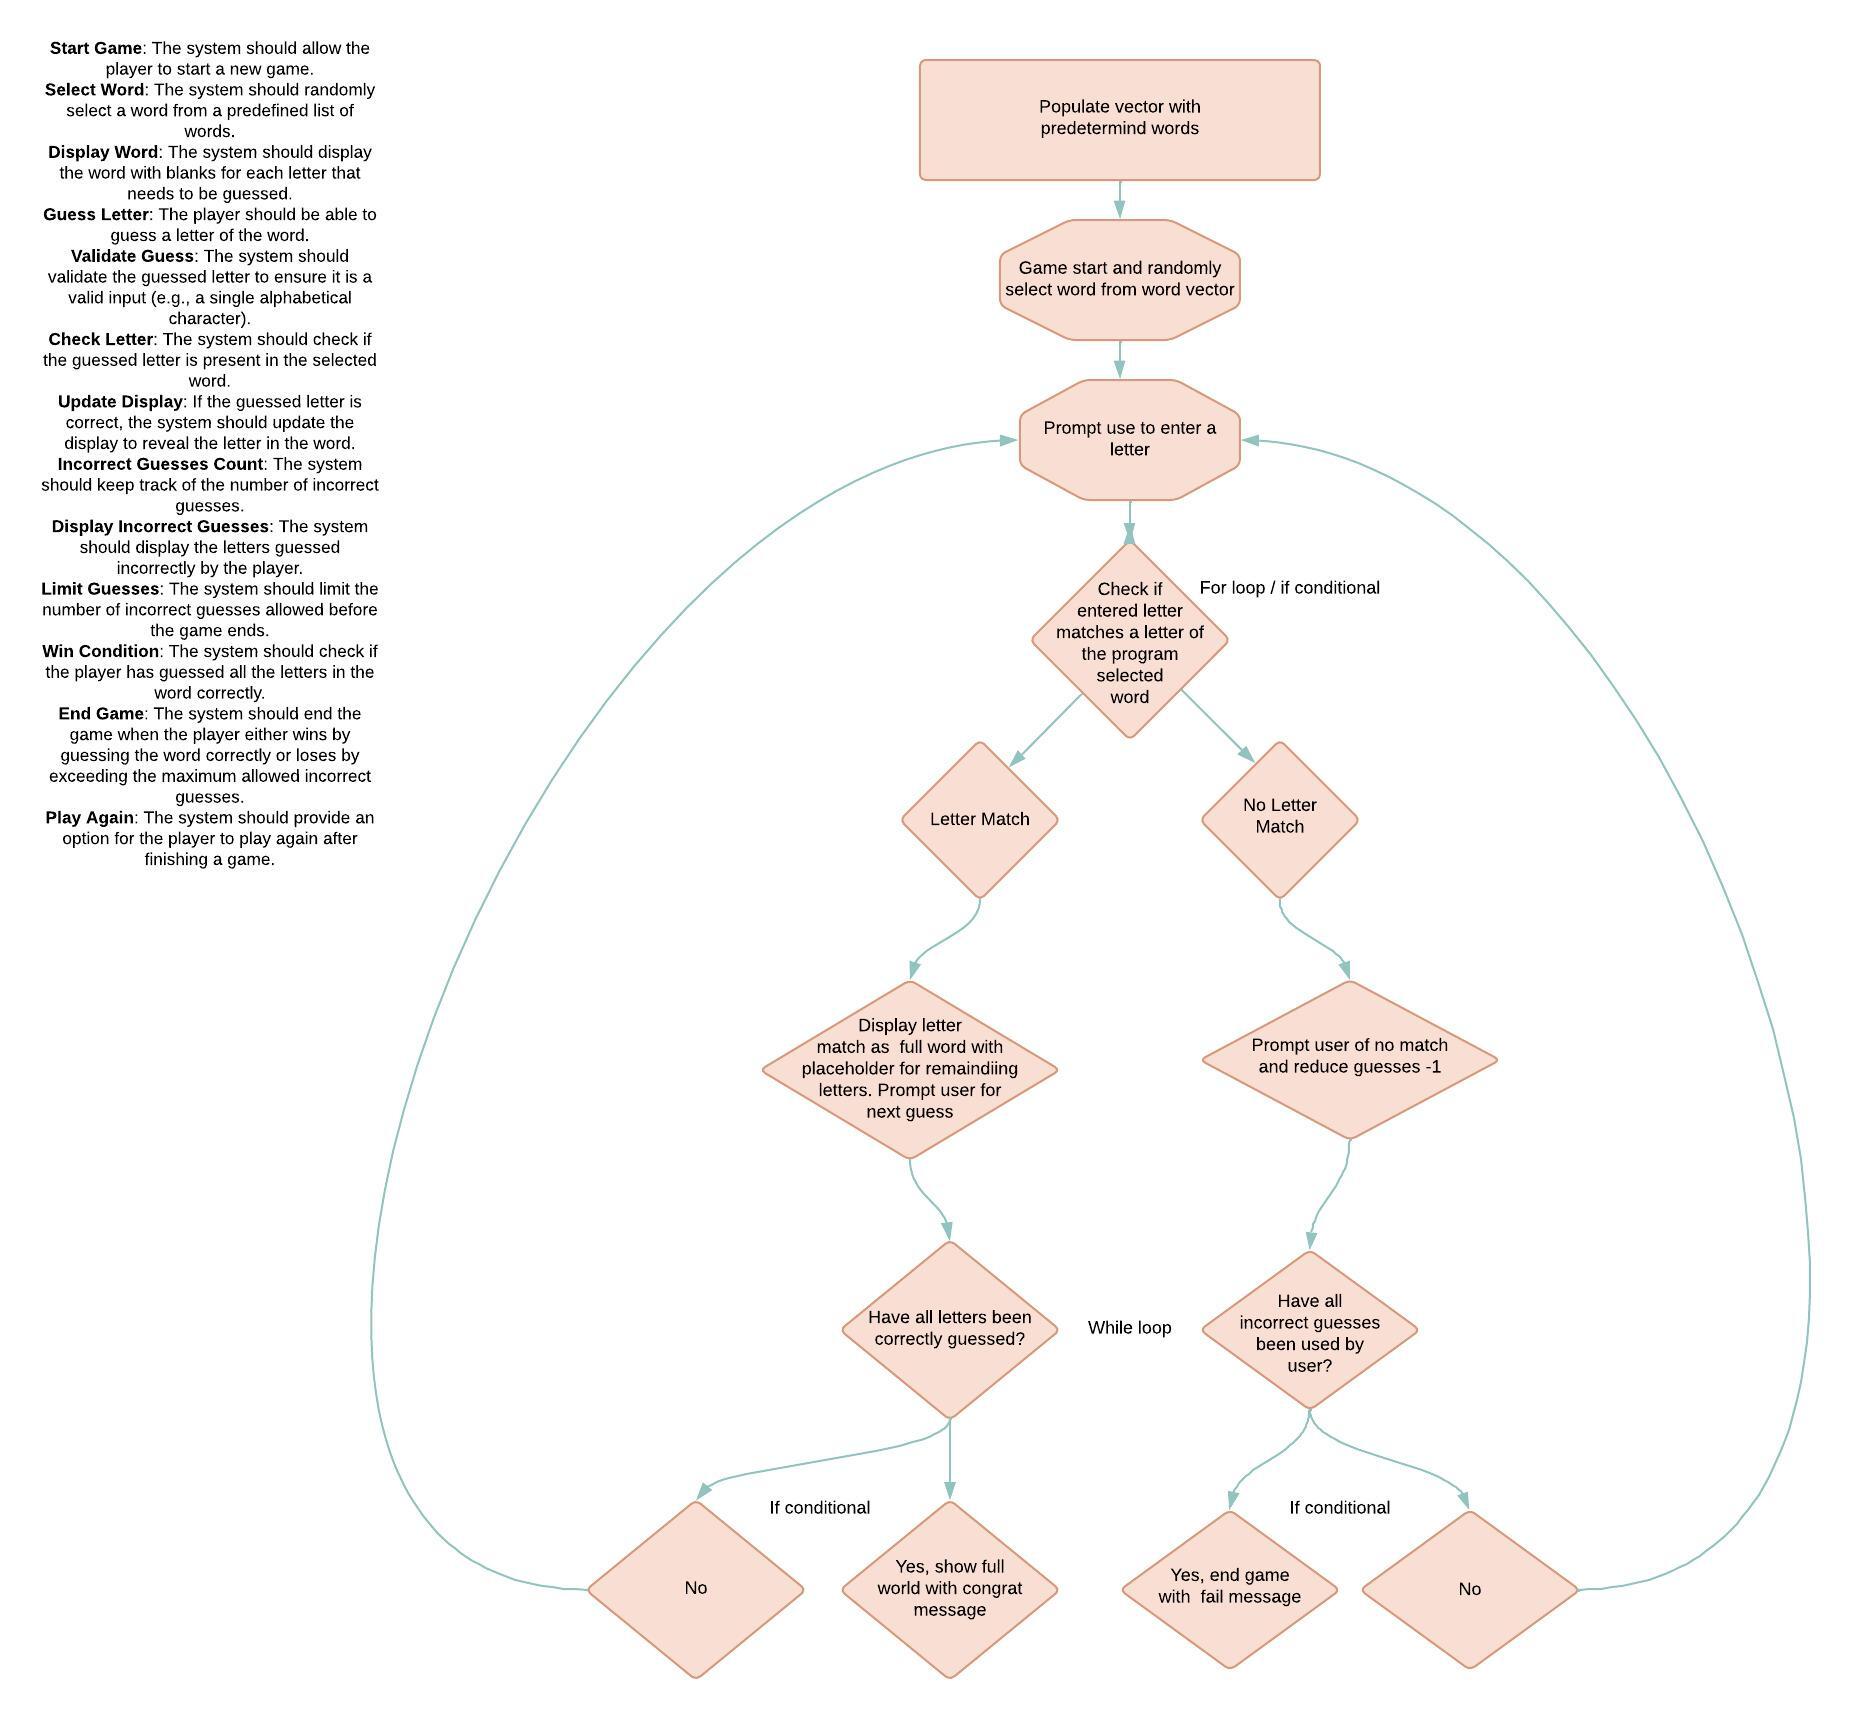 Start Game: The system should allow the
player to start a new game.
Select Word: The system should randomly
select a word from a predefined list of
words.
Display Word: The system should display
the word with blanks for each letter that
needs to be guessed.
Guess Letter: The player should be able to
guess a letter of the word.
Validate Guess: The system should
validate the guessed letter to ensure it is a
valid input (e.g., a single alphabetical
character).
Check Letter: The system should check if
the guessed letter is present in the selected
word.
Update Display: If the guessed letter is
correct, the system should update the
display to reveal the letter in the word.
Incorrect Guesses Count: The system
should keep track of the number of incorrect
guesses.
Display Incorrect Guesses: The system
should display the letters guessed
incorrectly by the player.
Limit Guesses: The system should limit the
number of incorrect guesses allowed before
the game ends.
Win Condition: The system should check if
the player has guessed all the letters in the
word correctly.
End Game: The system should end the
game when the player either wins by
guessing the word correctly or loses by
exceeding the maximum allowed incorrect
guesses.
Play Again: The system should provide an
option for the player to play again after
finishing a game.
Populate vector with
predetermind words
Game start and randomly
select word from word vector
Prompt use to enter a
letter
Check if
entered letter
matches a letter of
the program
selected
word
For loop / if conditional
Letter Match
No Letter
Match
Display letter
match as full word with
placeholder for remaindiing
letters. Prompt user for
next guess
Prompt user of no match
and reduce guesses -1
Have all letters been
correctly guessed?
While loop
Have all
incorrect guesses
been used by
user?
If conditional
If conditional
No
Yes, show full
world with congrat
message
Yes, end game
with fail message
No